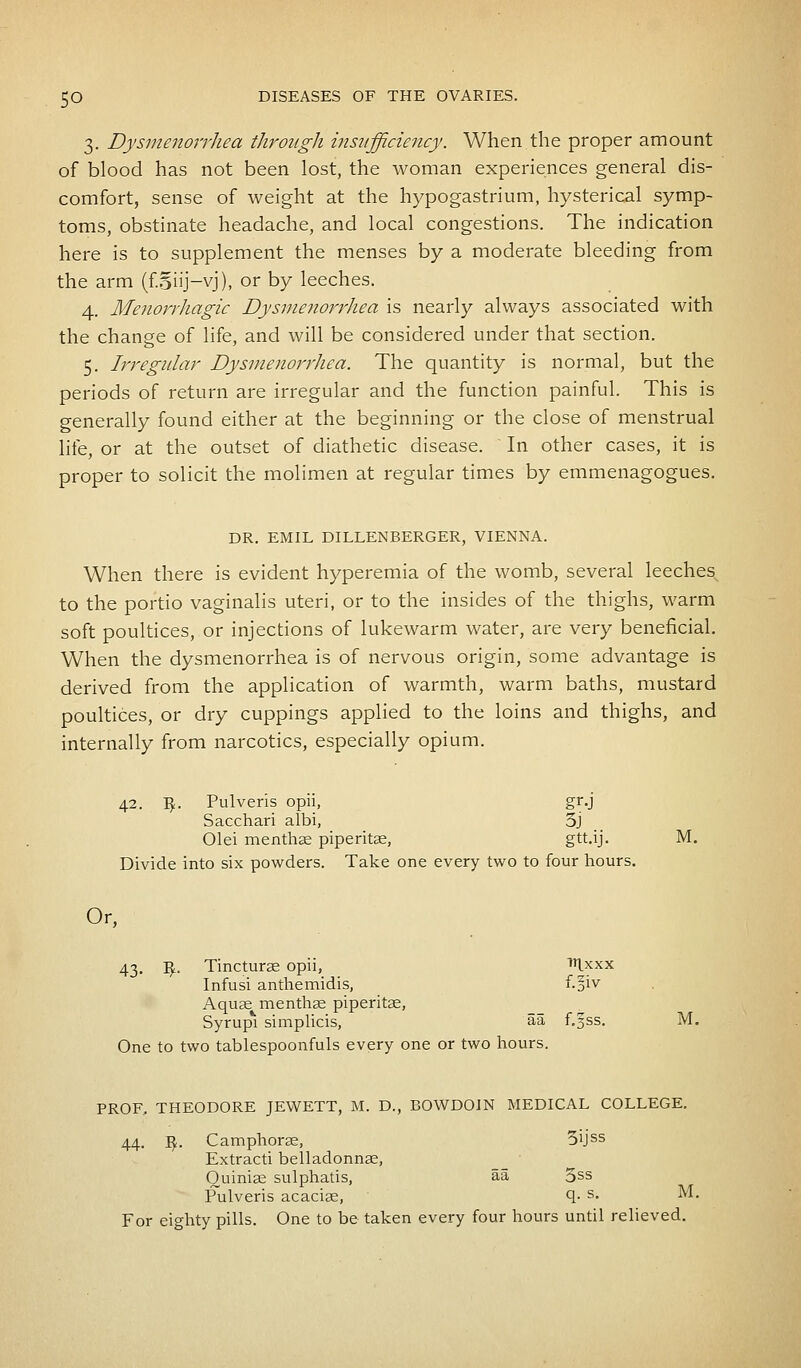 50 DISEASES OF THE OVARIES.
3. Dysmenorrhea through insufficiency. When the proper amount
of blood has not been lost, the woman experiences general dis-
comfort, sense of weight at the hypogastrium, hysterical symp-
toms, obstinate headache, and local congestions. The indication
here is to supplement the menses by a moderate bleeding from
the arm (f.℥iij–vj), or by leeches.
4. Menorrhagic Dysmenorrhea is nearly always associated with
the change of life, and will be considered under that section.
5. Irregular Dysmenorrhea. The quantity is normal, but the
periods of return are irregular and the function painful. This is
generally found either at the beginning or the close of menstrual
life, or at the outset of diathetic disease. In other cases, it is
proper to solicit the molimen at regular times by emmenagogues.
DR. EMIL DILLENBERGER, VIENNA.
When there is evident hyperemia of the womb, several leeches
to the portio vaginalis uteri, or to the insides of the thighs, warm
soft poultices, or injections of lukewarm water, are very beneficial.
When the dysmenorrhea is of nervous origin, some advantage is
derived from the application of warmth, warm baths, mustard
poultices, or dry cuppings applied to the loins and thighs, and
internally from narcotics, especially opium.
42. ℞. Pulveris opii, gr.j
Sacchari albi, ʒj
Olei menthæ piperitæ, gtt.ij. M.
Divide into six powders. Take one every two to four hours.
Or,
43. ℞. Tincturæ opii, ♏xxx
Infusi anthemidis, f.℥iv
Aquæ menthæ piperitæ,
Syrupi simplicis, āā f.℥ss. M.
One to two tablespoonfuls every one or two hours.
PROF. THEODORE JEWETT, M. D., BOWDOIN MEDICAL COLLEGE.
44. ℞. Camphoræ, ʒijss
Extracti belladonnæ,
Quiniæ sulphatis, āā ʒss
Pulveris acaciæ, q. s. M.
For eighty pills. One to be taken every four hours until relieved.